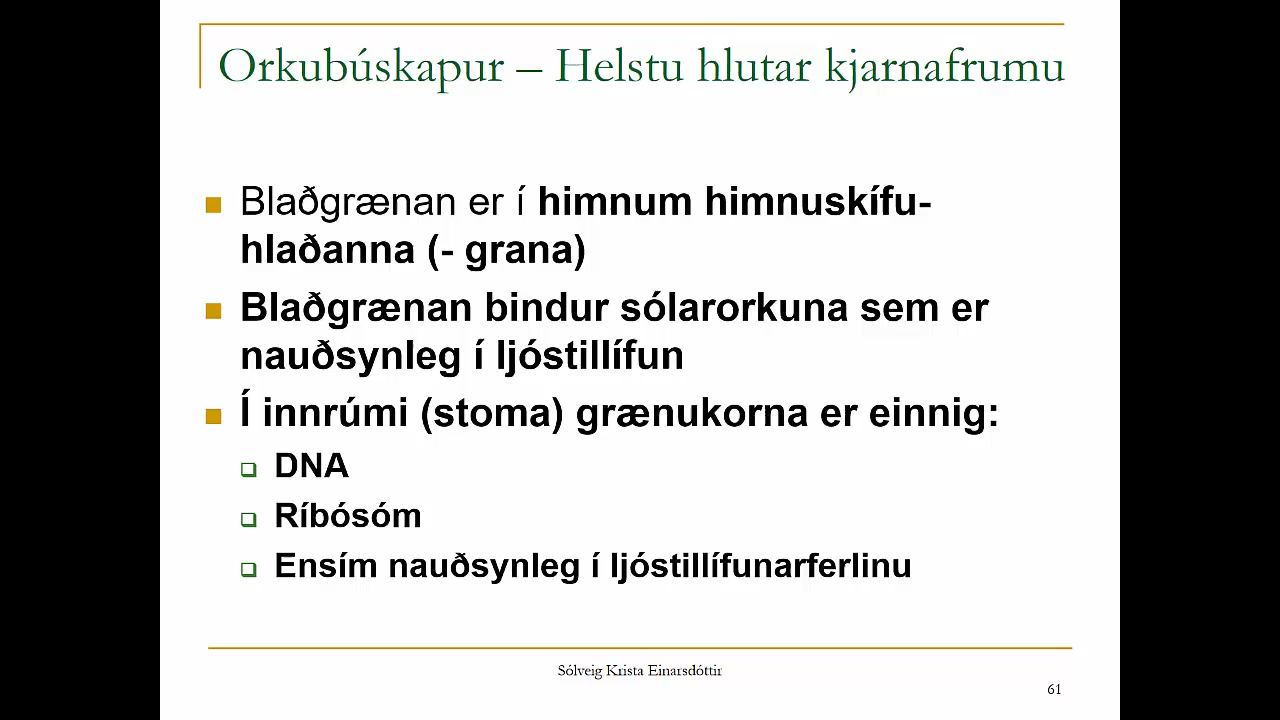 Orkubúskapur – Helstu hlutar kjarnafrumu
Blaðgrænan er í himnum himnuskífu-
hlaðanna (- grana)
Blaðgrænan bindur sólarorkuna sem er
nauðsynleg í ljóstillífun
Í innrúmi (stoma) grænukorna er einnig:
DNA
Ríbósóm
Ensím nauðsynleg í ljóstillífunarferlinu
Sólveig Krista Einarsdóttir
61